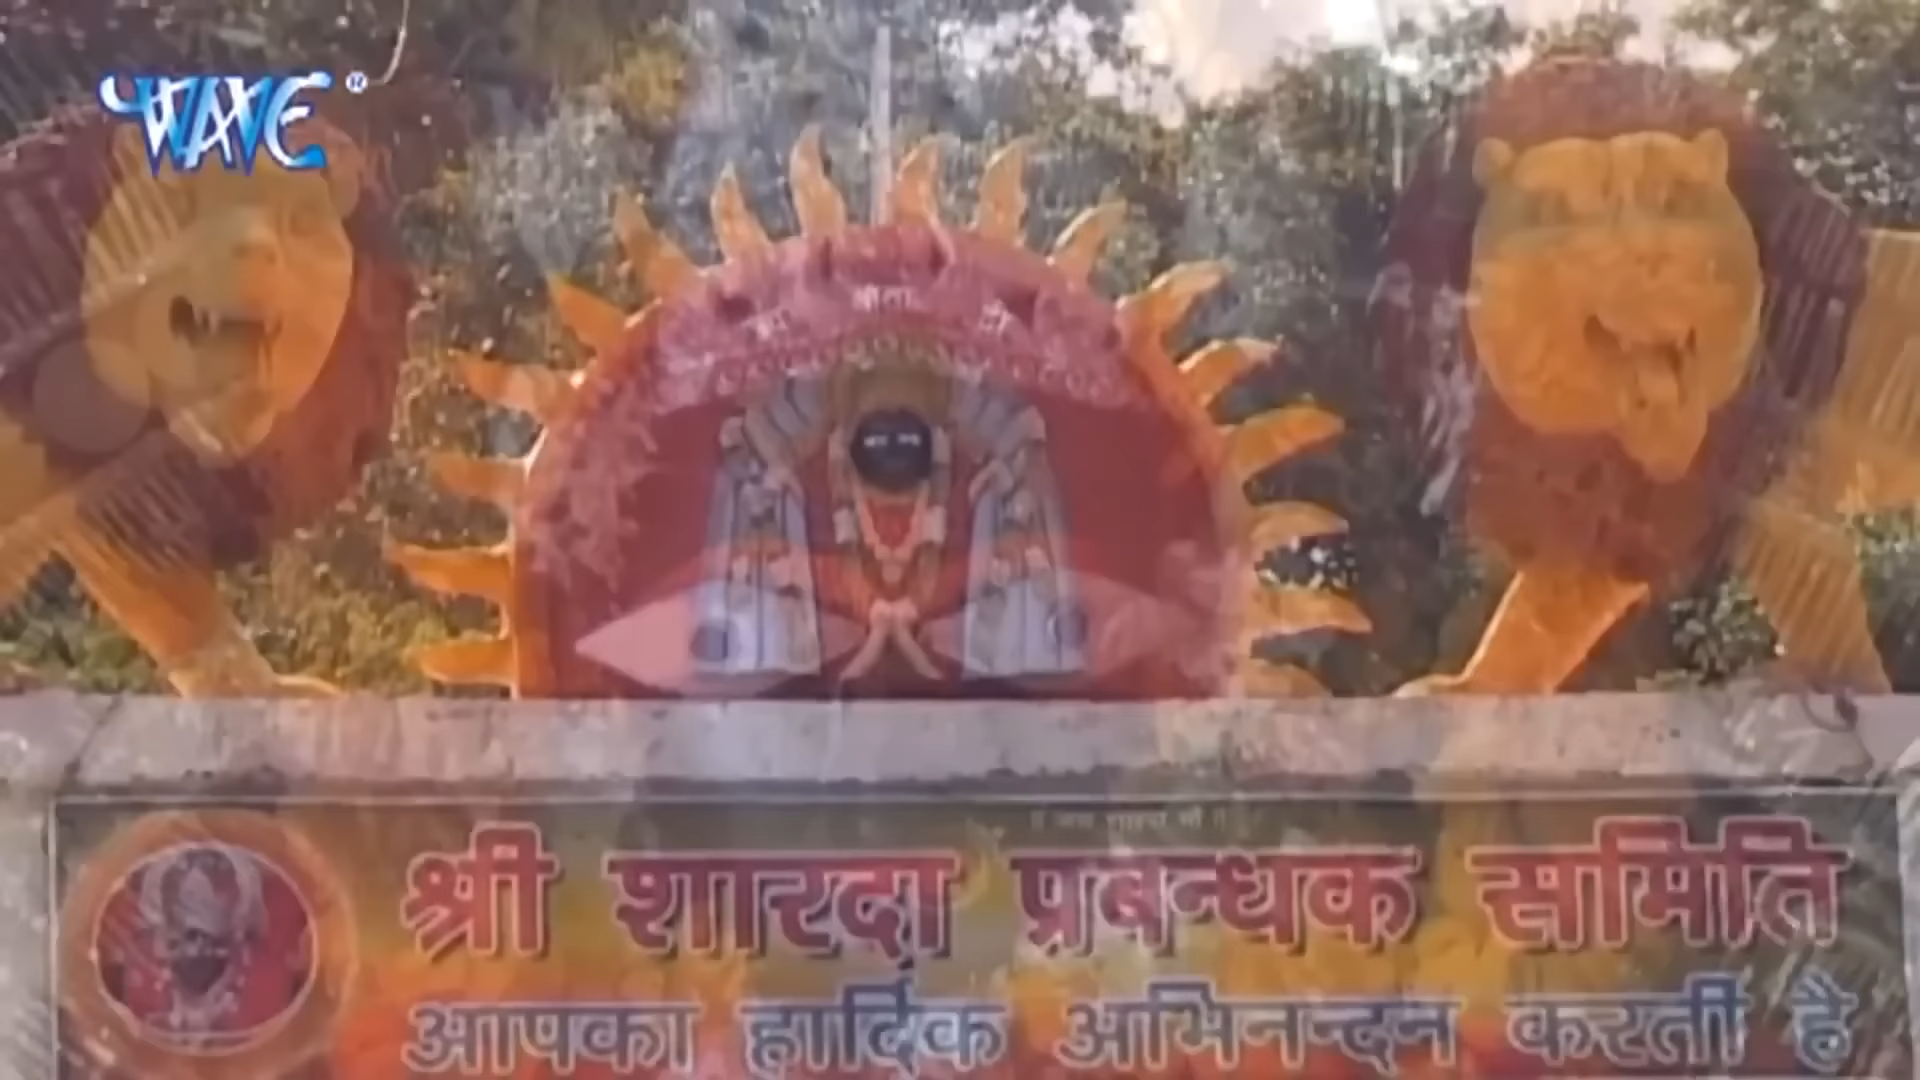 WAVE ®
माता
श्री शारदा प्रबन्धक समिति
आपका हार्दिक अभिनन्दन करती है